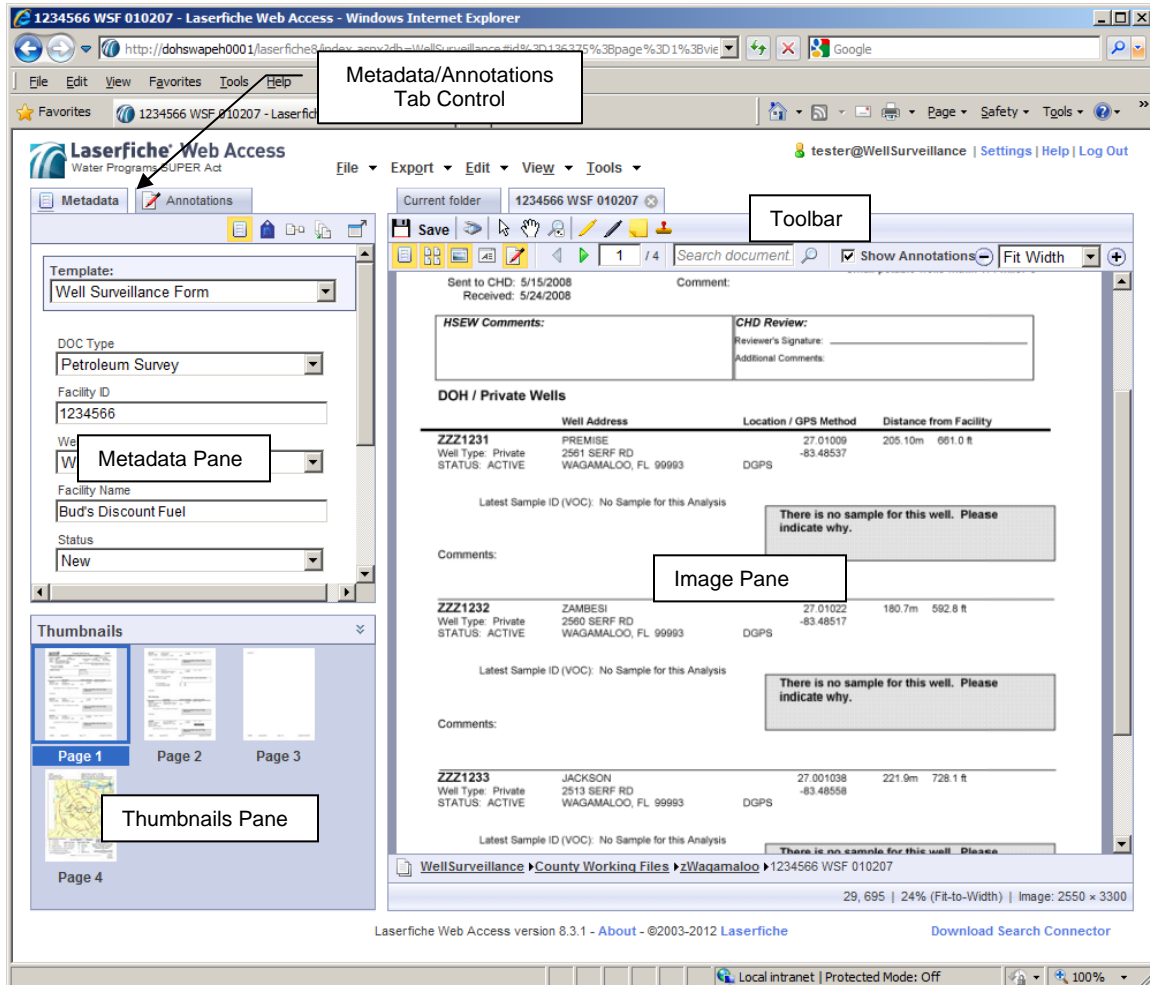 1234566 WSF 010207 - Laserfiche Web Access - Windows Internet Explorer
http://dohswapeh0001/laserfiche8/index.aspx?db=WellSurveillance#id%3D136375%3Bpage%3D1%3Bvie
Google
File Edit View Favorites Tools Help
Metadata/Annotations
Tab Control
Favorites
1234566 WSF 010207 - Laserfich
Page Safety Tools
Laserfiche Web Access
Water Programs SUPER Act
File Export Edit View Tools
tester@WellSurveillance | Settings | Help | Log Out
Metadata
Annotations
Current folder
1234566 WSF 010207
Toolbar
Save
1 / 4
Search document
Show Annotations
Fit Width
Template:
Well Surveillance Form
DOC Type
Petroleum Survey
Facility ID
1234566
We
W
Metadata Pane
Facility Name
Bud's Discount Fuel
Status
New
Sent to CHD: 5/15/2008
Comment:
Received: 5/24/2008
HSEW Comments:
CHD Review:
Reviewer's Signature:
Additional Comments:
DOH / Private Wells
Well Address
Location / GPS Method
Distance from Facility
ZZZ1231 PREMISE 27.01009 205.10m 661.0 ft
Well Type: Private 2561 SERF RD -83.48537
STATUS: ACTIVE WAGAMALOO, FL 99993 DGPS
Latest Sample ID (VOC): No Sample for this Analysis
There is no sample for this well. Please
indicate why.
Comments:
Image Pane
ZZZ1232 ZAMBESI 27.01022 180.7m 592.8 ft
Well Type: Private 2560 SERF RD -83.48517
STATUS: ACTIVE WAGAMALOO, FL 99993 DGPS
Latest Sample ID (VOC): No Sample for this Analysis
There is no sample for this well. Please
indicate why.
Comments:
ZZZ1233 JACKSON 27.001038 221.9m 728.1 ft
Well Type: Private 2513 SERF RD -83.48558
STATUS: ACTIVE WAGAMALOO, FL 99993 DGPS
Latest Sample ID (VOC): No Sample for this Analysis
There is no sample for this well. Please
Thumbnails
Page 1
Page 2
Page 3
Thumbnails Pane
Page 4
WellSurveillance County Working Files zWagamaloo 1234566 WSF 010207
29, 695 | 24% (Fit-to-Width) | Image: 2550 × 3300
Laserfiche Web Access version 8.3.1 - About - ©2003-2012 Laserfiche
Download Search Connector
Local intranet | Protected Mode: Off
100%